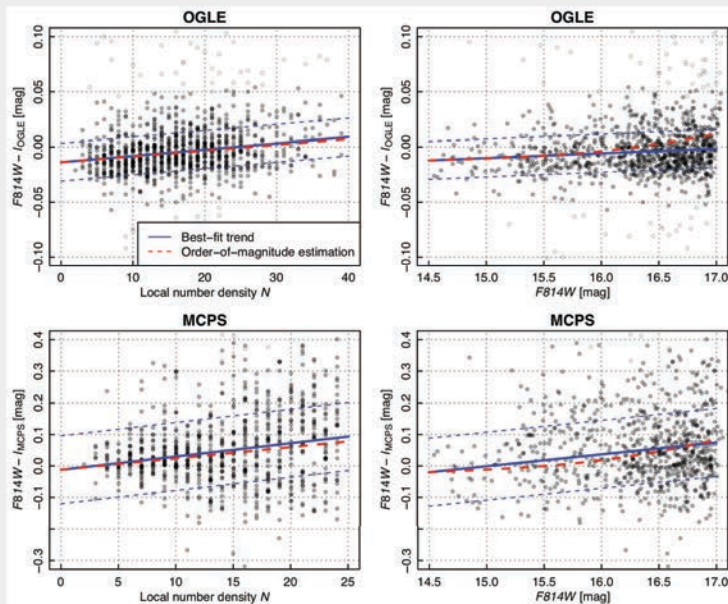 OGLE
F814W − I_OGLE [mag]
0.10
0.05
0.00
−0.05
−0.10
Best−fit trend
Order−of−magnitude estimation
0 10 20 30 40
Local number density N
OGLE
F814W − I_OGLE [mag]
0.10
0.05
0.00
−0.05
−0.10
14.5 15.0 15.5 16.0 16.5 17.0
F814W [mag]
MCPS
F814W − I_MCPS [mag]
0.4
0.3
0.2
0.1
0.0
−0.1
−0.3
0 5 10 15 20 25
Local number density N
MCPS
F814W − I_MCPS [mag]
0.4
0.3
0.2
0.1
0.0
−0.1
−0.3
14.5 15.0 15.5 16.0 16.5 17.0
F814W [mag]